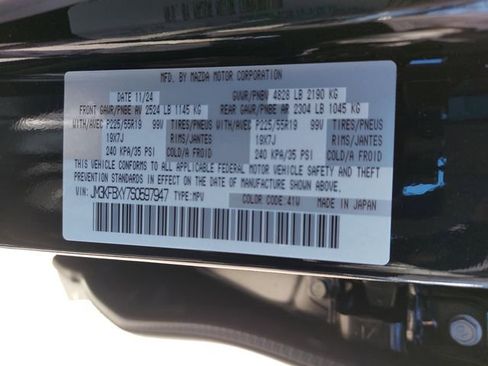 MFD. BY MAZDA MOTOR CORPORATION
DATE 11/24 GVWR/PNBV 4828 LB 2190 KG
FRONT GAWR/PNBE AV 2524 LB 1145 KG REAR GAWR/PNBE AR 2304 LB 1045 KG
WITH/AVEC P225/55R19 99V TIRES/PNEUS WITH/AVEC P225/55R19 99V TIRES/PNEUS
19X7J RIMS/JANTES 19X7J RIMS/JANTES
240 KPA/35 PSI COLD/A FROID 240 KPA/35 PSI COLD/A FROID
THIS VEHICLE CONFORMS TO ALL APPLICABLE FEDERAL MOTOR VEHICLE SAFETY AND THEFT
PREVENTION STANDARDS IN EFFECT ON THE DATE OF MANUFACTURE SHOWN ABOVE.
VIN: JM3KFBXY790597947 TYPE:MPV COLOR CODE:41W MADE IN JAPAN